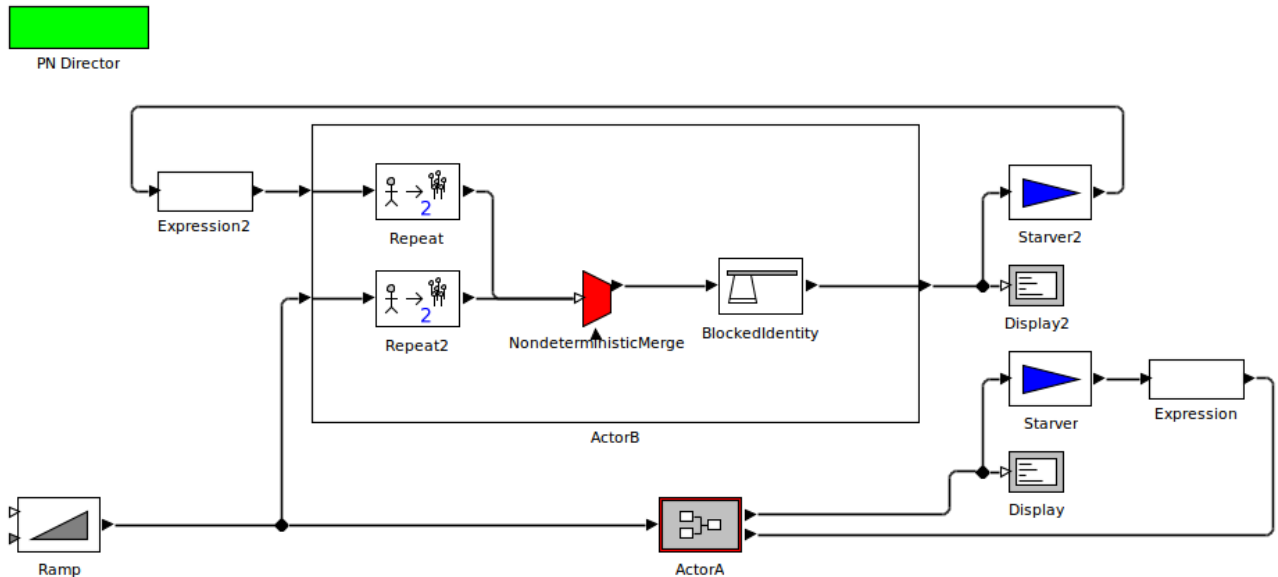 PN Director
Expression2
2
Repeat
Starver2
2
Repeat2
NondeterministicMerge
BlockedIdentity
Display2
ActorB
Starver
Expression
Display
Ramp
ActorA